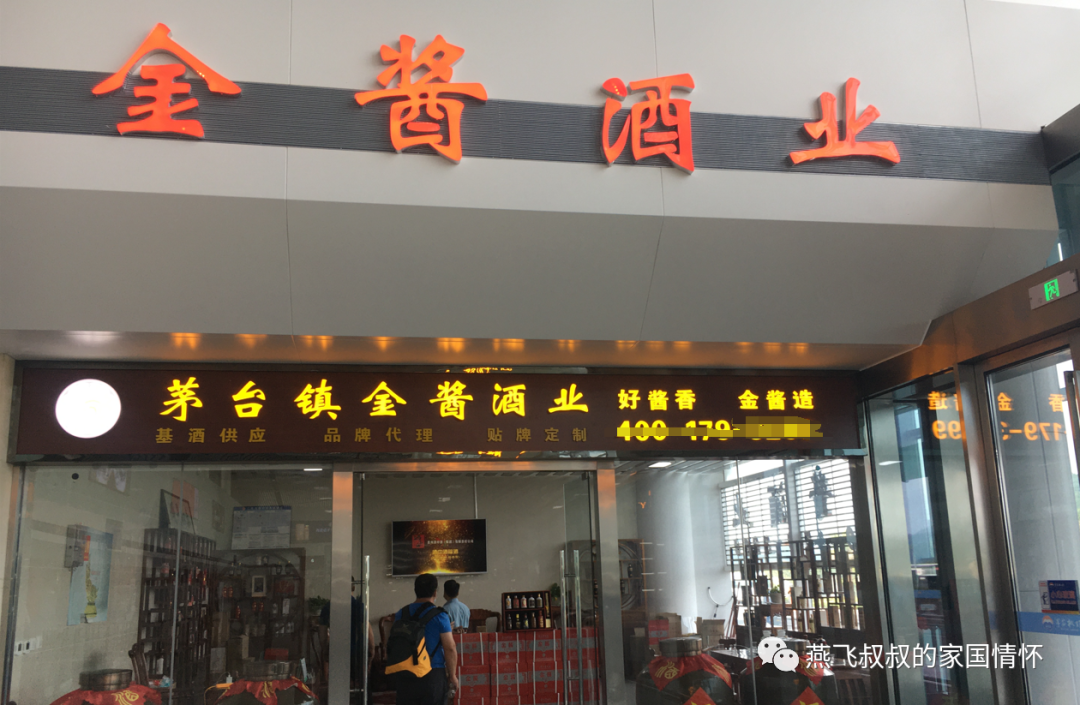 金酱酒业
茅台镇金酱酒业 好酱香 金酱造
基酒供应 品牌代理 贴牌定制 400-179-
燕飞叔叔的家国情怀